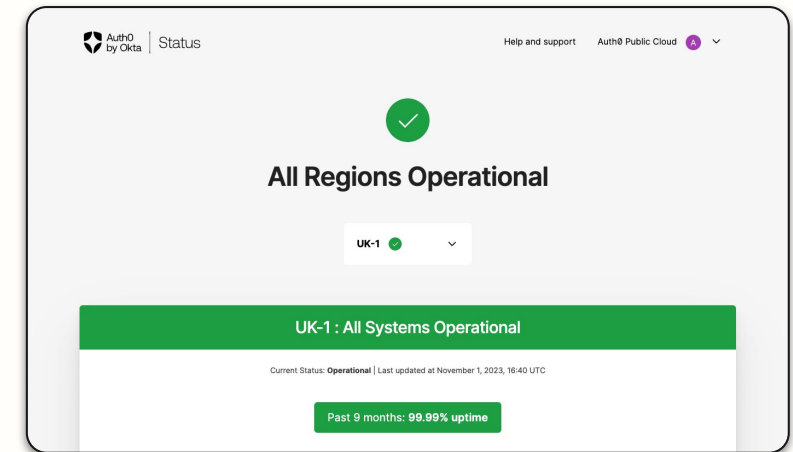 Auth0
by Okta
Status
Help and support
Auth0 Public Cloud
A
All Regions Operational
UK-1
UK-1 : All Systems Operational
Current Status: Operational | Last updated at November 1, 2023, 16:40 UTC
Past 9 months: 99.99% uptime